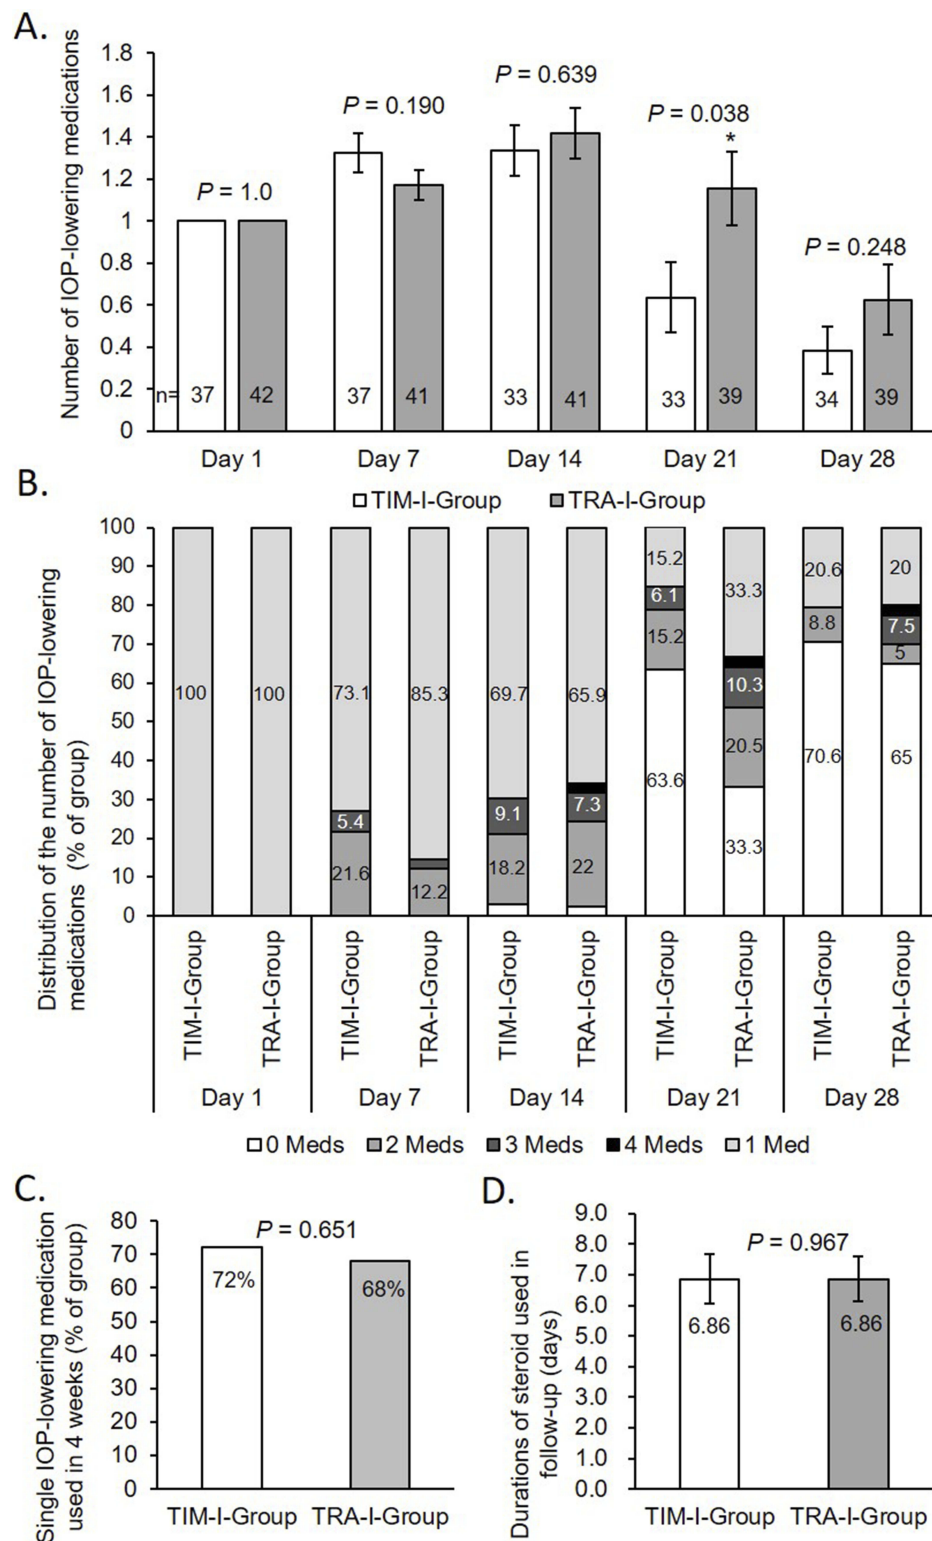 A.
Number of IOP-lowering medications
1.8
1.6
1.4
1.2
1
0.8
0.6
0.4
0.2
0
P = 1.0
P = 0.190
P = 0.639
P = 0.038
*
P = 0.248
n= 37 42 37 41 33 41 33 39 34 39
Day 1 Day 7 Day 14 Day 21 Day 28
TIM-I-Group TRA-I-Group
B.
Distribution of the number of IOP-lowering
medications (% of group)
100
90
80
70
60
50
40
30
20
10
0
100
100
73.1
5.4
21.6
85.3
12.2
69.7
9.1
18.2
65.9
7.3
22
15.2
6.1
15.2
63.6
33.3
10.3
20.5
33.3
20.6
8.8
70.6
20
7.5
5
65
TIM-I-Group
TRA-I-Group
TIM-I-Group
TRA-I-Group
TIM-I-Group
TRA-I-Group
TIM-I-Group
TRA-I-Group
TIM-I-Group
TRA-I-Group
Day 1 Day 7 Day 14 Day 21 Day 28
0 Meds 2 Meds 3 Meds 4 Meds 1 Med
C.
Single IOP-lowering medication
used in 4 weeks (% of group)
80
70
60
50
40
30
20
10
0
P = 0.651
72%
68%
TIM-I-Group TRA-I-Group
D.
Durations of steroid used in
follow-up (days)
9.0
8.0
7.0
6.0
5.0
4.0
3.0
2.0
1.0
0.0
P = 0.967
6.86
6.86
TIM-I-Group TRA-I-Group